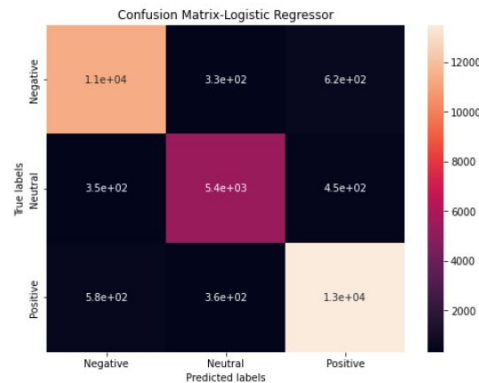 Confusion Matrix-Logistic Regressor
Negative 1.1e+04 3.3e+02 6.2e+02
True labels
Neutral 3.5e+02 5.4e+03 4.5e+02
Positive 5.8e+02 3.6e+02 1.3e+04
Negative Neutral Positive
Predicted labels
12000
10000
8000
6000
4000
2000